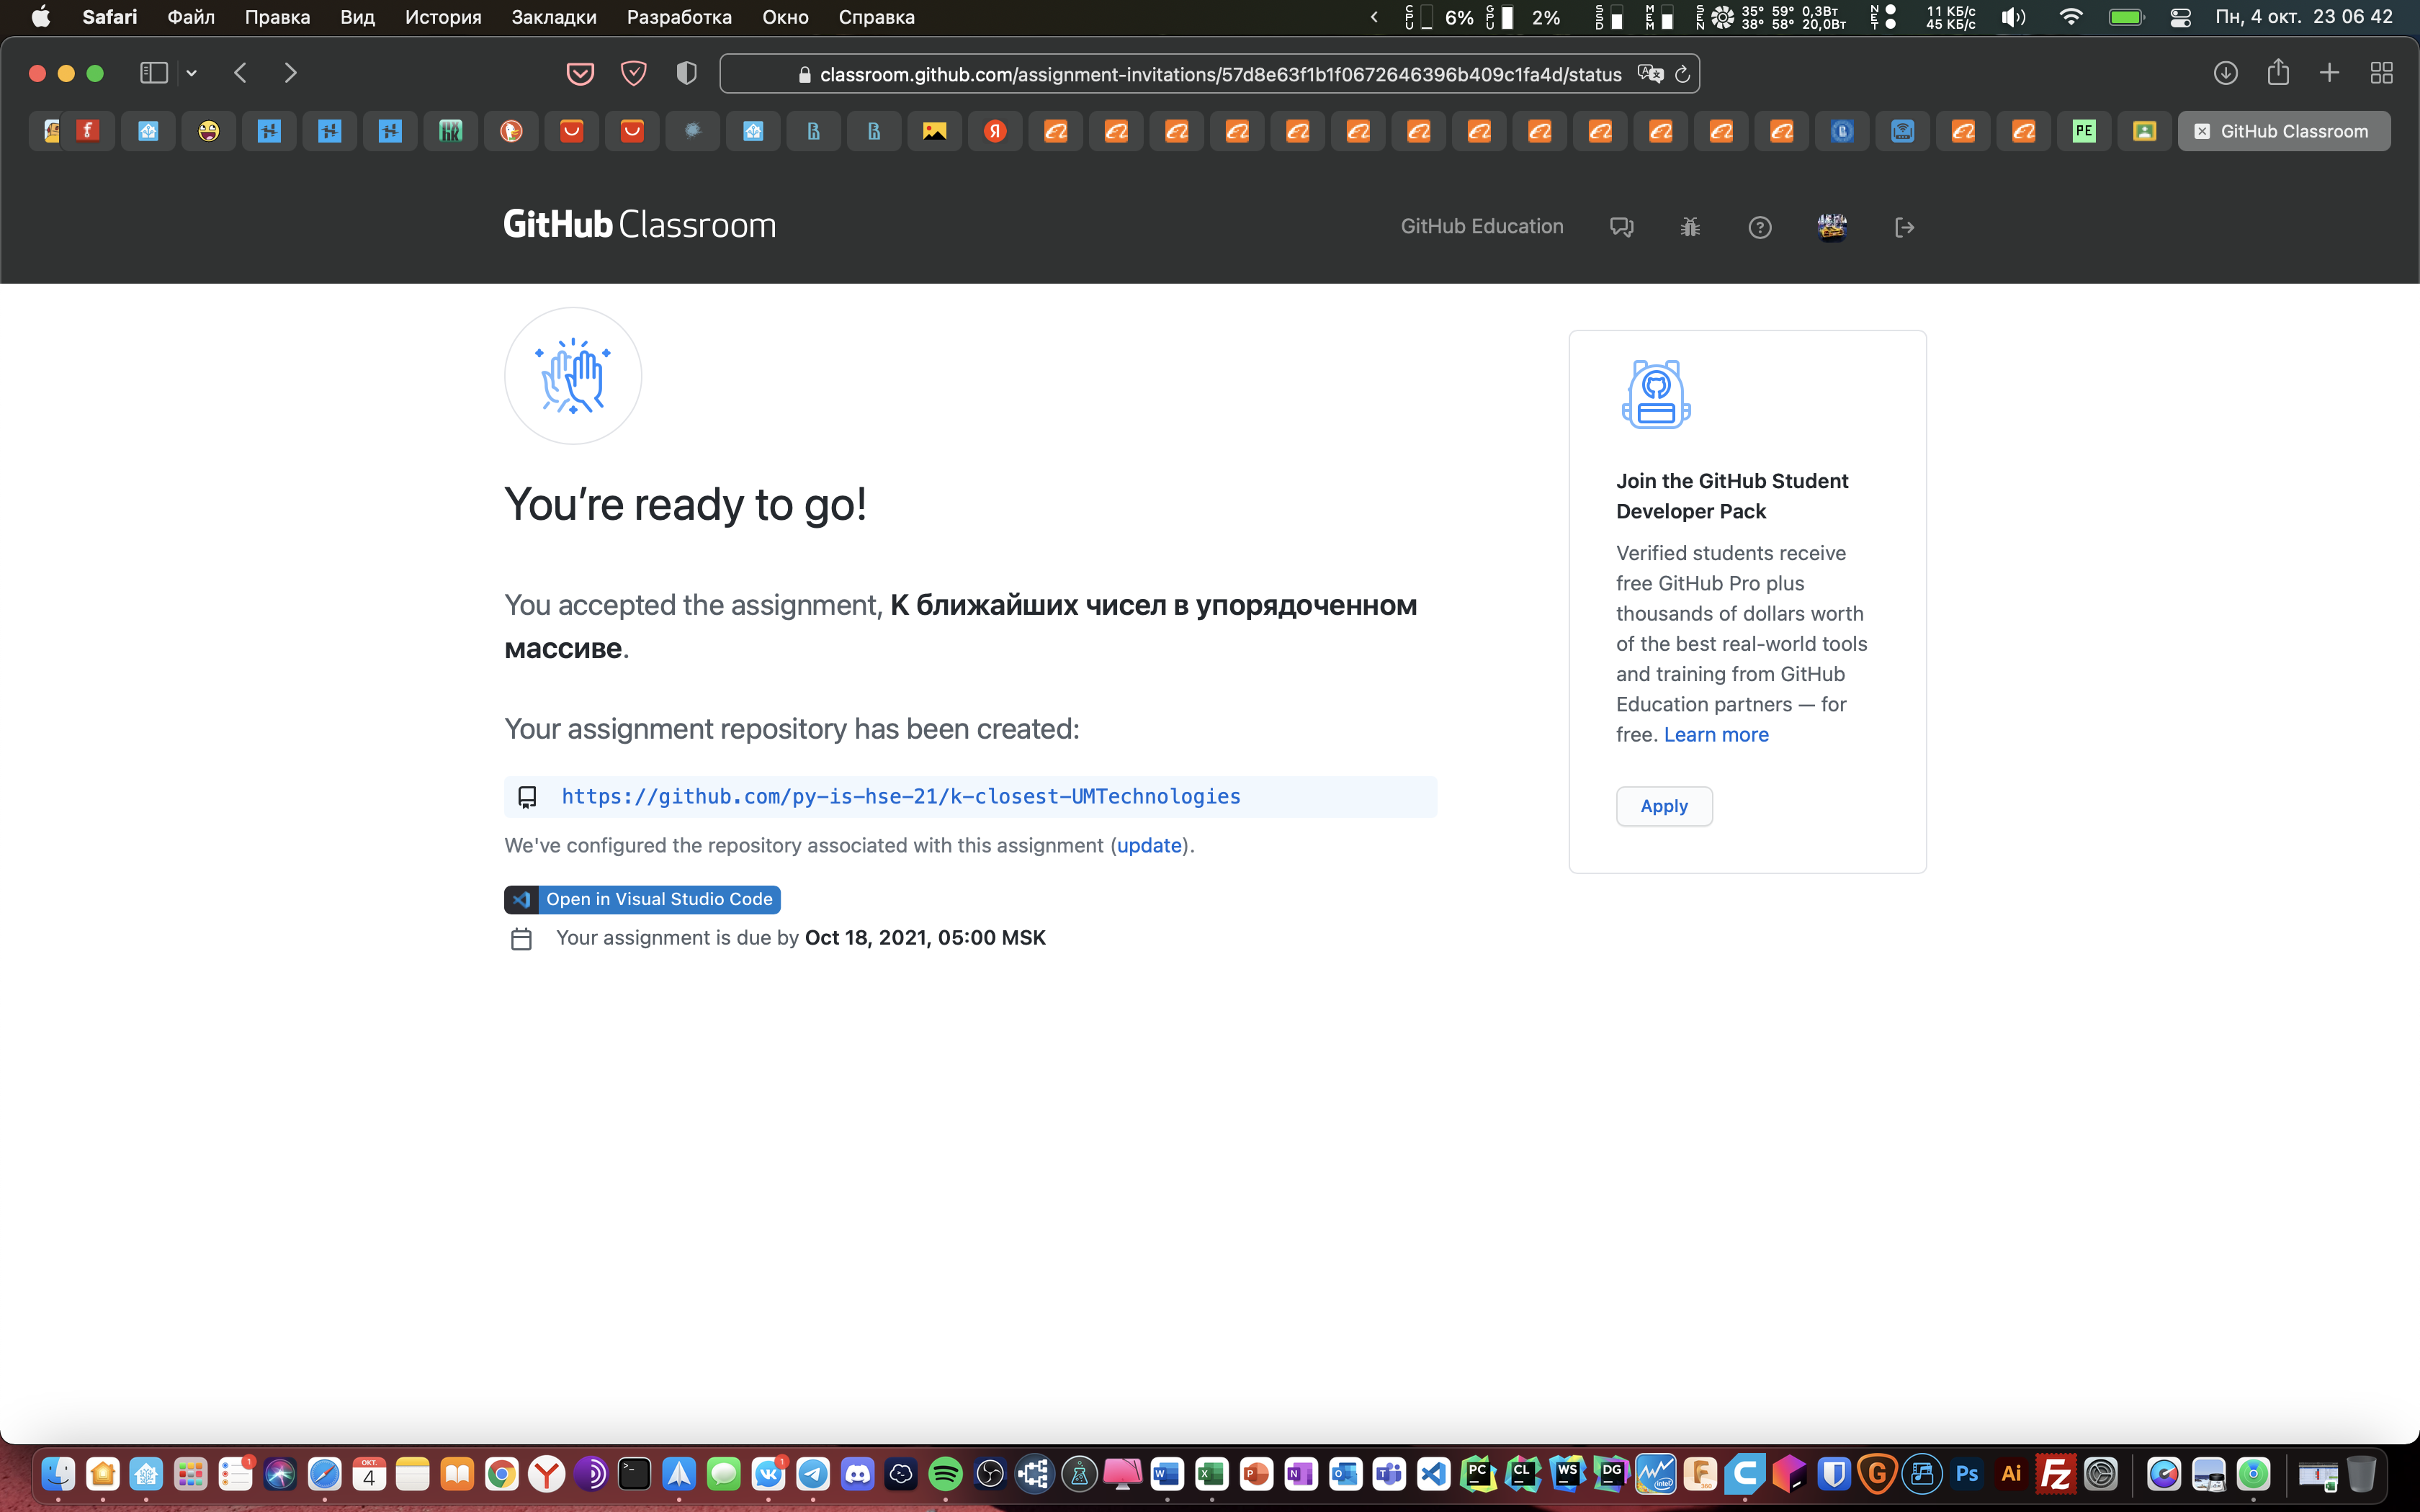 Safari Файл Правка Вид История Закладки Разработка Окно Справка
CPU 6% GPU 2% SSD MEM SEN 35° 59° 0,3Вт NET 11 КБ/с
38° 58° 20,0Вт 45 КБ/с
Пн, 4 окт. 23 06 42
classroom.github.com/assignment-invitations/57d8e63f1b1f0672646396b409c1fa4d/status
GitHub Classroom
GitHub Classroom
GitHub Education
You’re ready to go!
You accepted the assignment, К ближайших чисел в упорядоченном
массиве.
Your assignment repository has been created:
https://github.com/py-is-hse-21/k-closest-UMTechnologies
We've configured the repository associated with this assignment (update).
Open in Visual Studio Code
Your assignment is due by Oct 18, 2021, 05:00 MSK
Join the GitHub Student
Developer Pack
Verified students receive
free GitHub Pro plus
thousands of dollars worth
of the best real-world tools
and training from GitHub
Education partners — for
free. Learn more
Apply